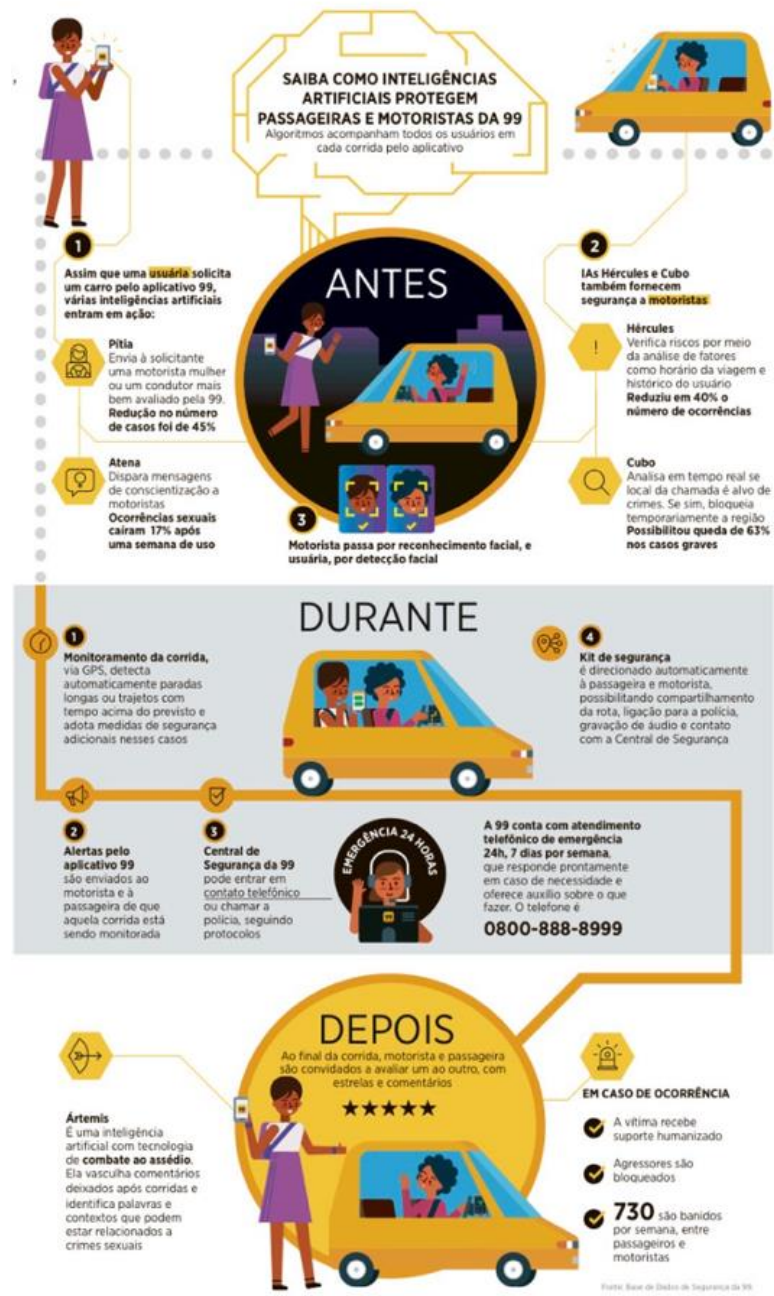 SAIBA COMO INTELIGÊNCIAS
ARTIFICIAIS PROTEGEM
PASSAGEIRAS E MOTORISTAS DA 99
Algoritmos acompanham todos os usuários em
cada corrida pelo aplicativo
ANTES
1
Assim que uma usuária solicita
um carro pelo aplicativo 99,
várias inteligências artificiais
entram em ação:
Pítia
Envia à solicitante
uma motorista mulher
ou um condutor mais
bem avaliado pela 99.
Redução no número
de casos foi de 45%
Atena
Dispara mensagens
de conscientização a
motoristas
Ocorrências sexuais
caíram 17% após
uma semana de uso
2
IAs Hércules e Cubo
também fornecem
segurança a motoristas
!
Hércules
Verifica riscos por meio
da análise de fatores
como horário da viagem e
histórico do usuário
Reduziu em 40% o
número de ocorrências
Cubo
Analisa em tempo real se
local da chamada é alvo de
crimes. Se sim, bloqueia
temporariamente a região
Possibilitou queda de 63%
nos casos graves
3
Motorista passa por reconhecimento facial, e
usuária, por detecção facial
DURANTE
1
Monitoramento da corrida,
via GPS, detecta
automaticamente paradas
longas ou trajetos com
tempo acima do previsto e
adota medidas de segurança
adicionais nesses casos
4
Kit de segurança
é direcionado automaticamente
à passageira e motorista,
possibilitando compartilhamento
da rota, ligação para a polícia,
gravação de áudio e contato
com a Central de Segurança
2
Alertas pelo
aplicativo 99
são enviados ao
motorista e à
passageira de que
aquela corrida está
sendo monitorada
3
Central de
Segurança da 99
pode entrar em
contato telefônico
ou chamar a
polícia, seguindo
protocolos
EMERGÊNCIA 24 HORAS
A 99 conta com atendimento
telefônico de emergência
24h, 7 dias por semana,
que responde prontamente
em caso de necessidade e
oferece auxílio sobre o que
fazer. O telefone é
0800-888-8999
DEPOIS
Ao final da corrida, motorista e passageira
são convidados a avaliar um ao outro, com
estrelas e comentários
Ártemis
É uma inteligência
artificial com tecnologia
de combate ao assédio.
Ela vasculha comentários
deixados após corridas e
identifica palavras e
contextos que podem
estar relacionados a
crimes sexuais
EM CASO DE OCORRÊNCIA
A vítima recebe
suporte humanizado
Agressores são
bloqueados
730 são banidos
por semana, entre
passageiros e
motoristas
Fonte: Base de Dados de Segurança da 99